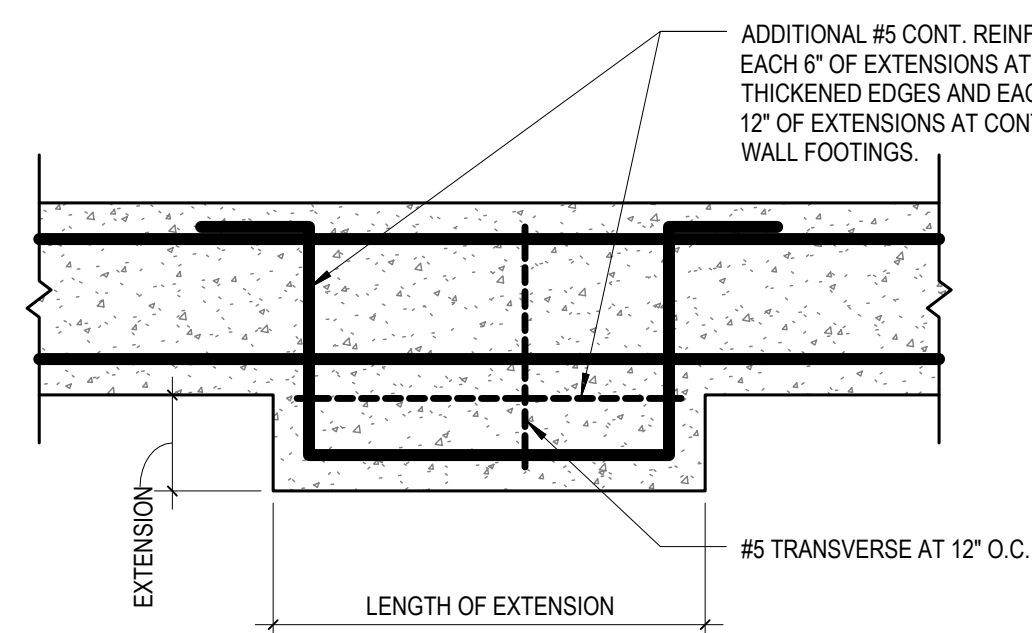 ADDITIONAL #5 CONT. REINF
EACH 6" OF EXTENSIONS AT
THICKENED EDGES AND EAC
12" OF EXTENSIONS AT CONT
WALL FOOTINGS.
EXTENSION
#5 TRANSVERSE AT 12" O.C.
LENGTH OF EXTENSION